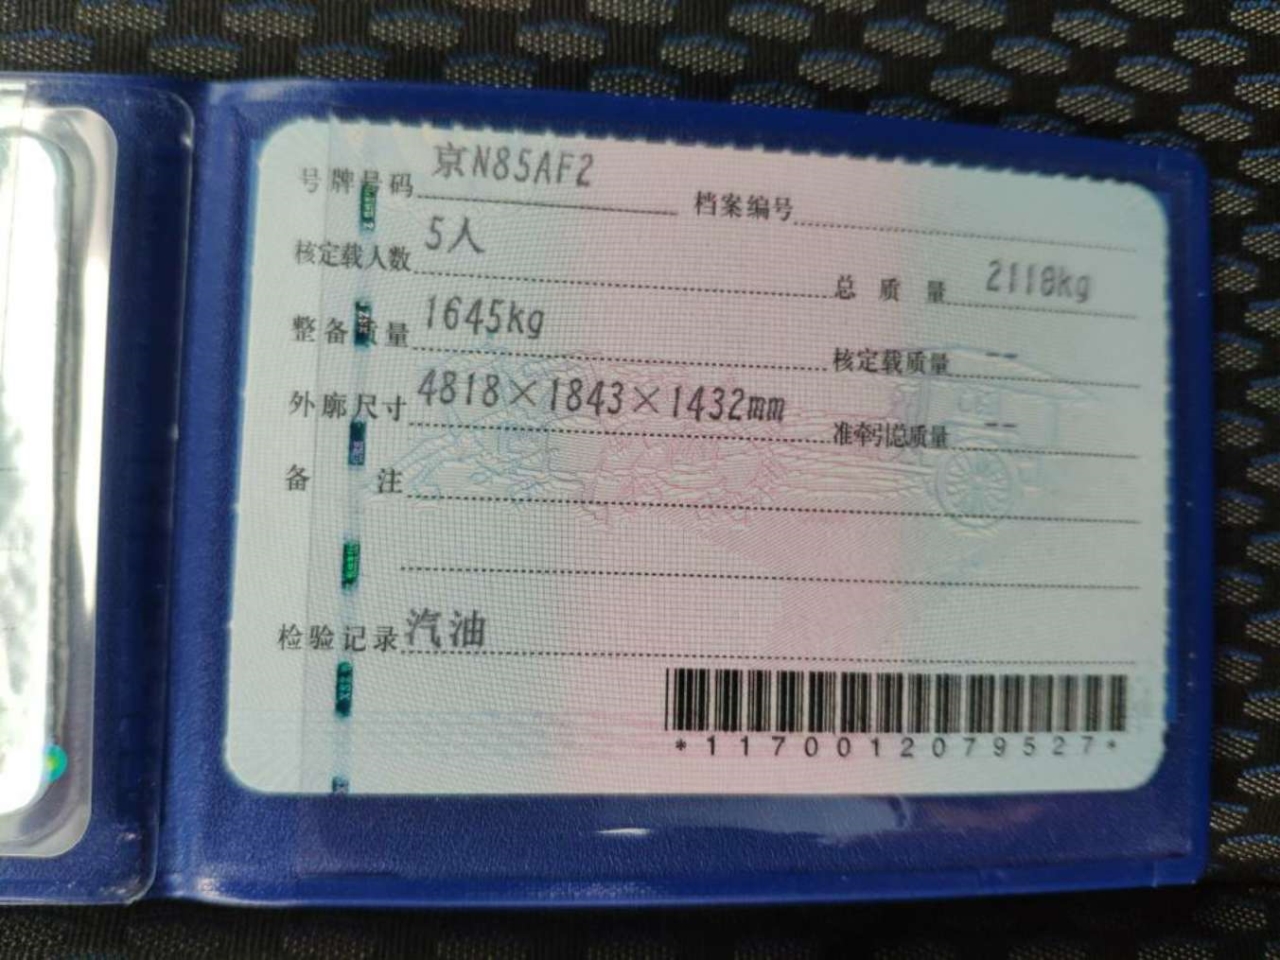 号牌号码 京N85AF2 档案编号
核定载人数 5人 总质量 2118kg
整备质量 1645kg 核定载质量 --
外廓尺寸 4818×1843×1432mm 准牵引总质量 --
备注
检验记录 汽油
*1170012079527*